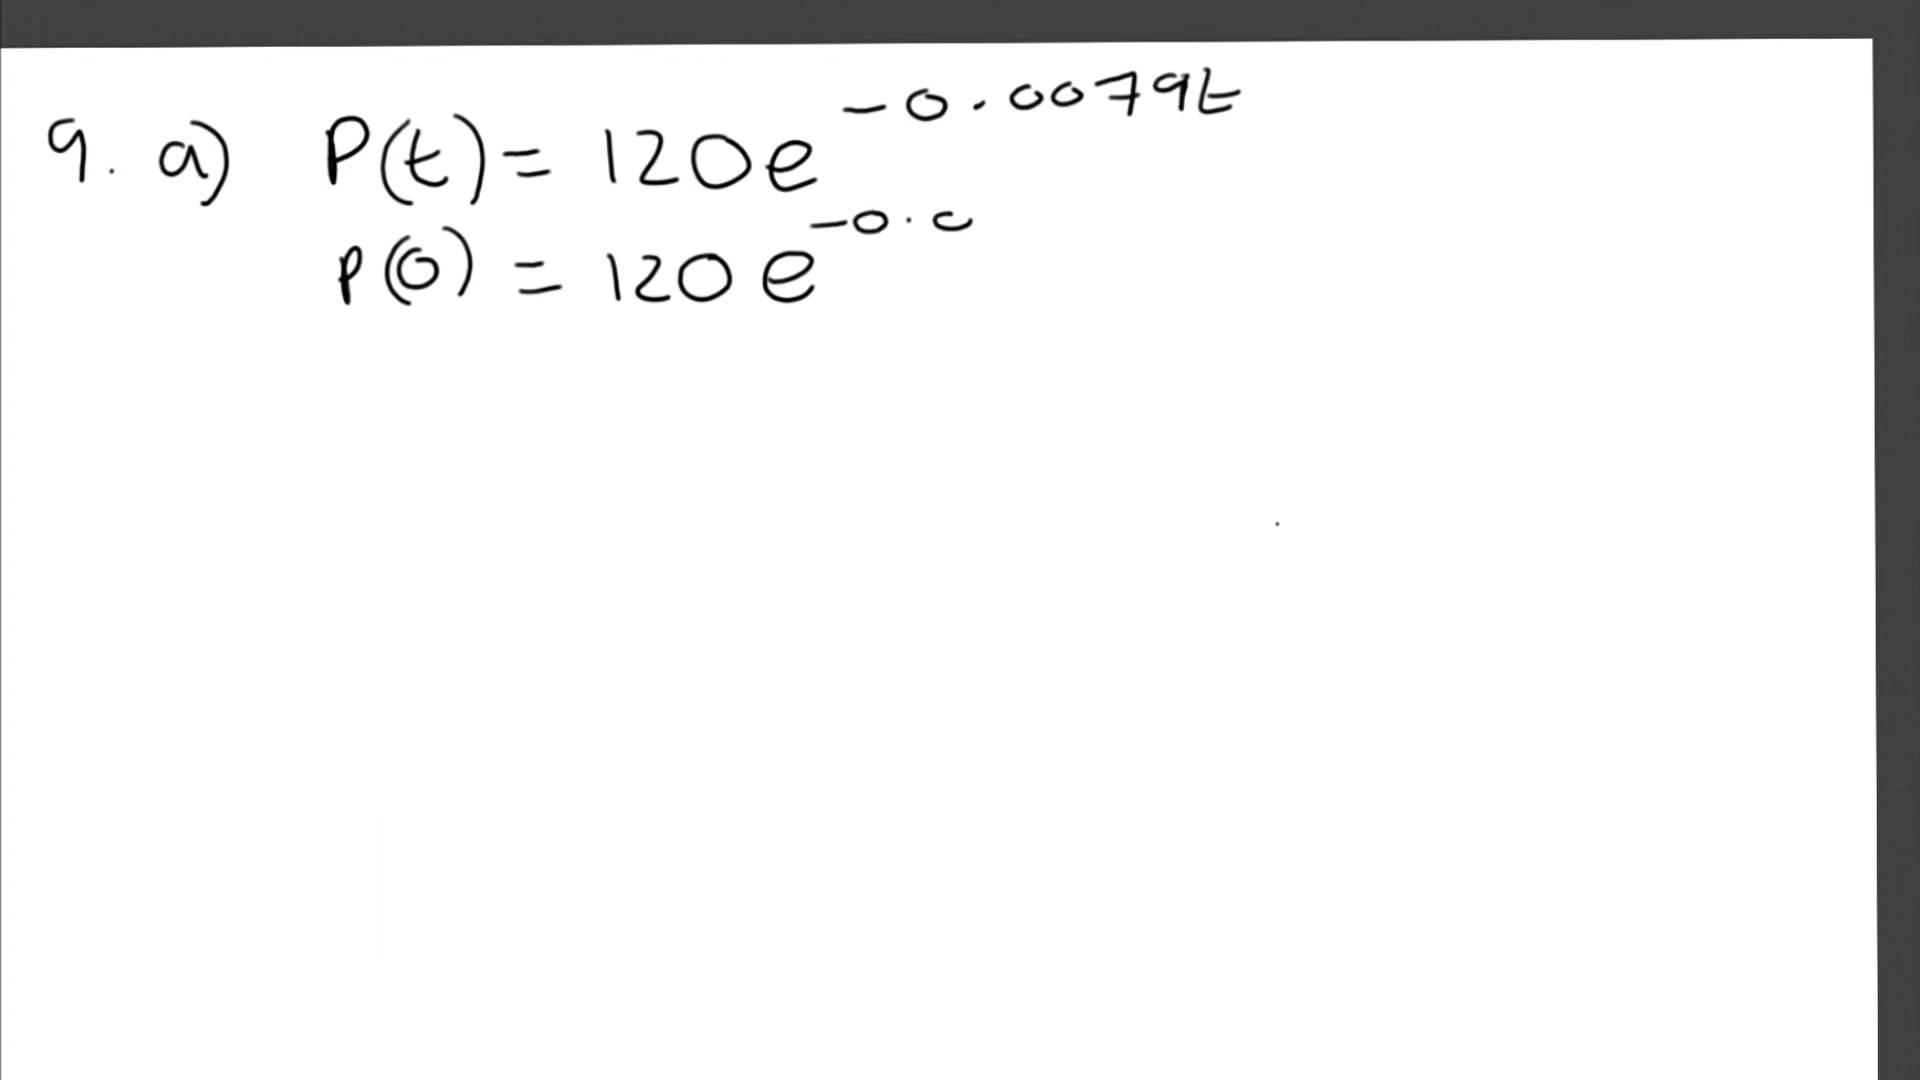 9. a) P(t) = 120e^-0.0079t
P(0) = 120e^-0.0